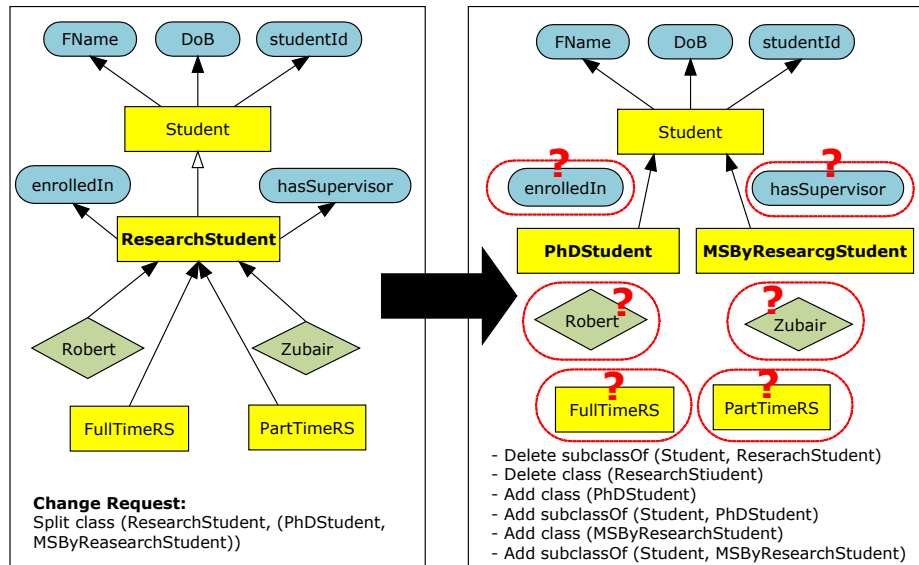 FName
DoB
studentId
Student
enrolledIn
hasSupervisor
ResearchStudent
Robert
Zubair
FullTimeRS
PartTimeRS
Change Request:
Split class (ResearchStudent, (PhDStudent,
MSByReasearchStudent))
FName
DoB
studentId
Student
?
enrolledIn
?
hasSupervisor
PhDStudent
MSByResearcgStudent
?
Robert
?
Zubair
?
FullTimeRS
?
PartTimeRS
- Delete subclassOf (Student, ReserachStudent)
- Delete class (ResearchStiudent)
- Add class (PhDStudent)
- Add subclassOf (Student, PhDStudent)
- Add class (MSByResearchStudent)
- Add subclassOf (Student, MSByResearchStudent)